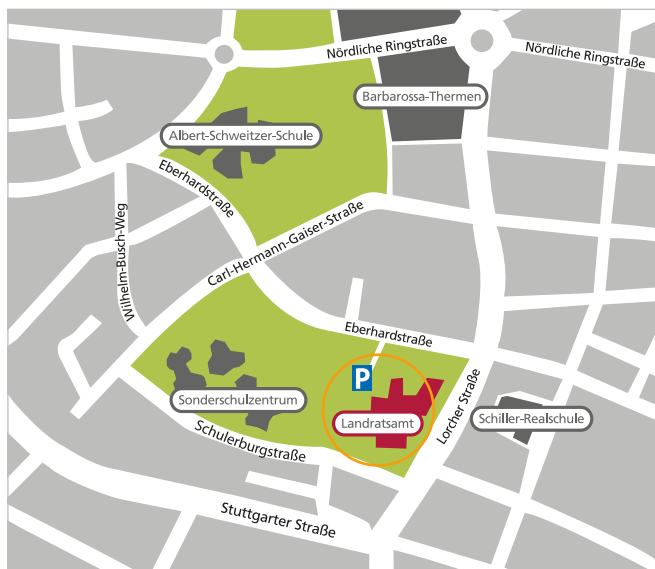 Nördliche Ringstraße
Nördliche Ringstraße
Barbarossa-Thermen
Albert-Schweitzer-Schule
Eberhardstraße
Wilhelm-Busch-Weg
Carl-Hermann-Gaiser-Straße
Eberhardstraße
P
Sonderschulzentrum
Landratsamt
Lorcher Straße
Schiller-Realschule
Schulerburgstraße
Stuttgarter Straße